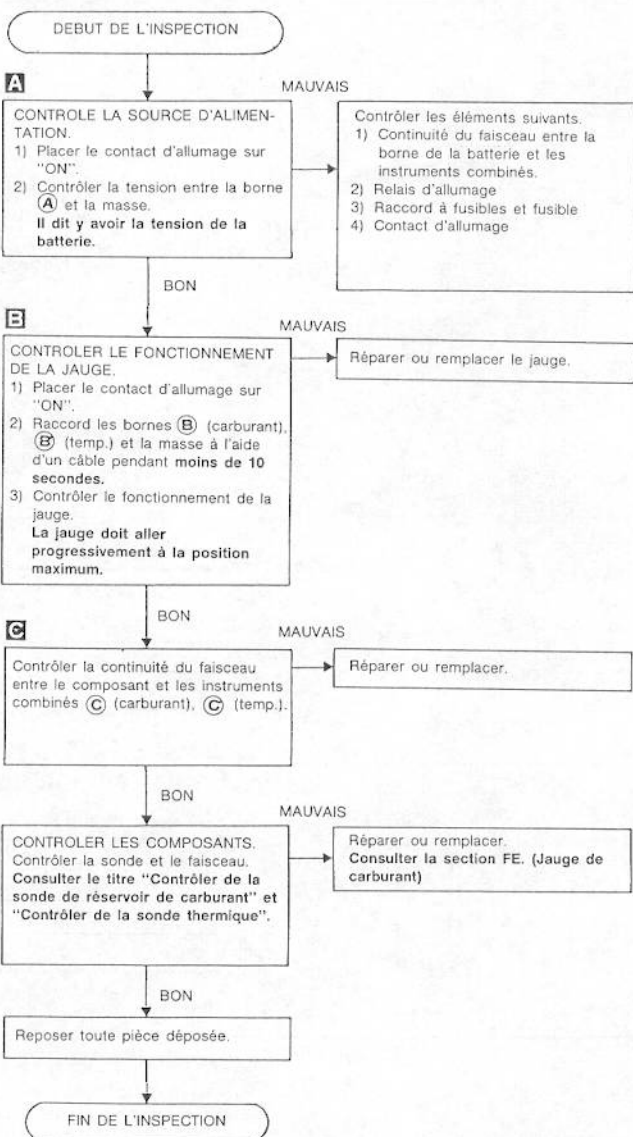 DEBUT DE L'INSPECTION
A
MAUVAIS
CONTROLE LA SOURCE D'ALIMEN-
TATION.
1) Placer le contact d'allumage sur
"ON".
2) Contrôler la tension entre la borne
A et la masse.
Il dit y avoir la tension de la
batterie.
Contrôler les éléments suivants.
1) Continuité du faisceau entre la
borne de la batterie et les
instruments combinés.
2) Relais d'allumage
3) Raccord à fusibles et fusible
4) Contact d'allumage
BON
B
MAUVAIS
CONTROLER LE FONCTIONNEMENT
DE LA JAUGE.
1) Placer le contact d'allumage sur
"ON".
2) Raccord les bornes B (carburant),
B' (temp.) et la masse à l'aide
d'un câble pendant moins de 10
secondes.
3) Contrôler le fonctionnement de la
jauge.
La jauge doit aller
progressivement à la position
maximum.
Réparer ou remplacer le jauge.
BON
C
MAUVAIS
Contrôler la continuité du faisceau
entre le composant et les instruments
combinés C (carburant), C' (temp.).
Réparer ou remplacer.
BON
MAUVAIS
CONTROLER LES COMPOSANTS.
Contrôler la sonde et le faisceau.
Consulter le titre "Contrôler de la
sonde de réservoir de carburant" et
"Contrôler de la sonde thermique".
Réparer ou remplacer.
Consulter la section FE. (Jauge de
carburant)
BON
Reposer toute pièce déposée.
FIN DE L'INSPECTION